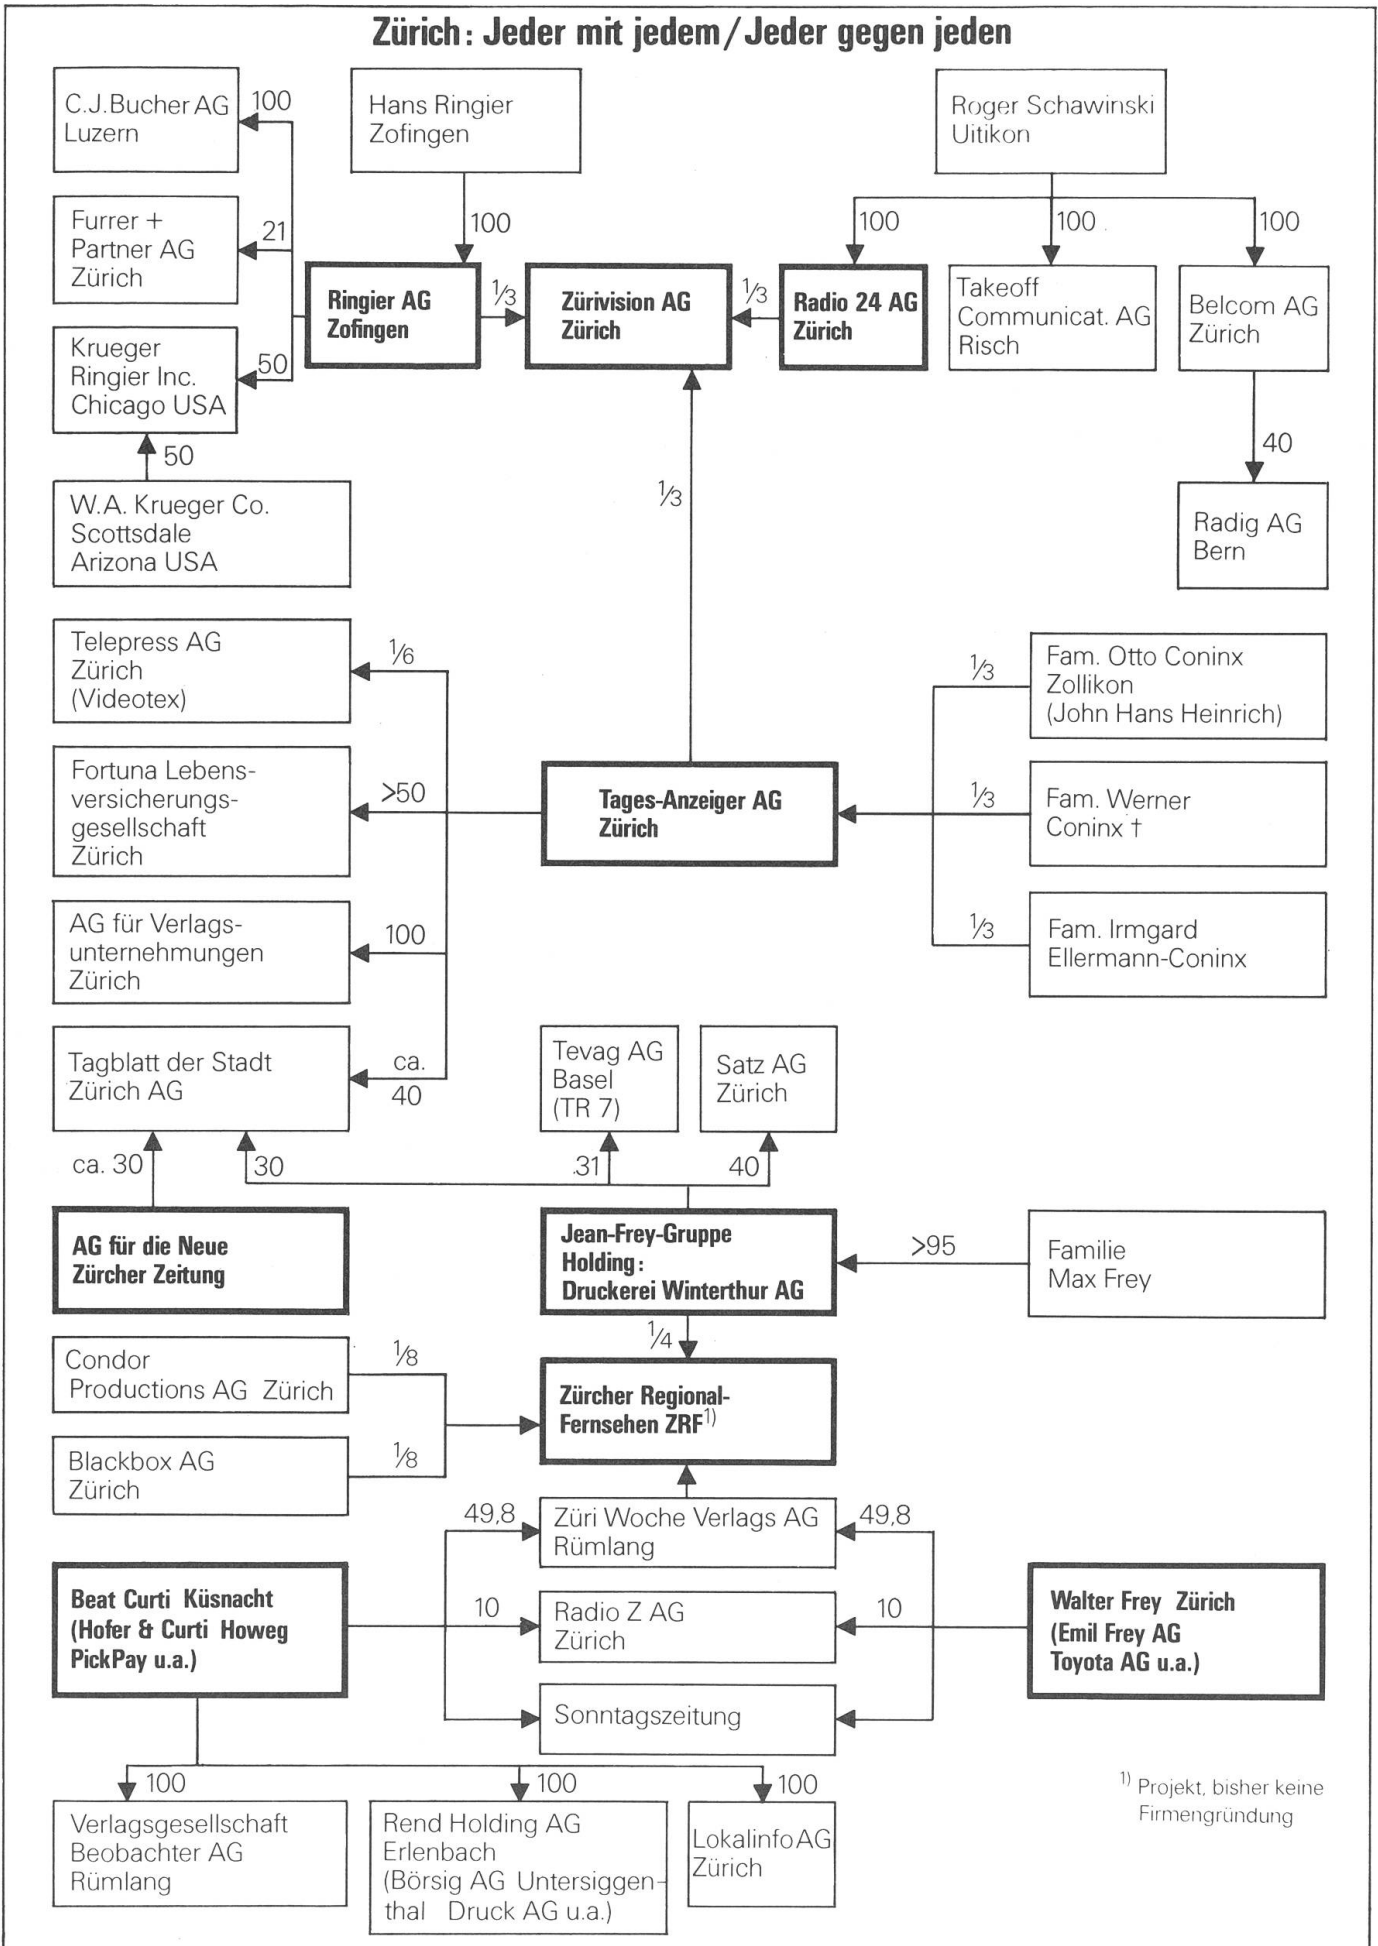 Zürich: Jeder mit jedem/Jeder gegen jeden
C.J.Bucher AG
Luzern
100
Hans Ringier
Zofingen
100
Roger Schawinski
Uitikon
100
100
100
Furrer +
Partner AG
Zürich
21
Ringier AG
Zofingen
1/3
Zürivision AG
Zürich
1/3
Radio 24 AG
Zürich
Takeoff
Communicat. AG
Risch
Belcom AG
Zürich
Krueger
Ringier Inc.
Chicago USA
50
50
W.A. Krueger Co.
Scottsdale
Arizona USA
1/3
40
Radig AG
Bern
Telepress AG
Zürich
(Videotex)
1/6
1/3
Fam. Otto Coninx
Zollikon
(John Hans Heinrich)
Fortuna Lebens-
versicherungs-
gesellschaft
Zürich
>50
Tages-Anzeiger AG
Zürich
1/3
Fam. Werner
Coninx †
AG für Verlags-
unternehmungen
Zürich
100
1/3
Fam. Irmgard
Ellermann-Coninx
Tagblatt der Stadt
Zürich AG
ca.
40
Tevag AG
Basel
(TR 7)
Satz AG
Zürich
ca. 30
30
31
40
AG für die Neue
Zürcher Zeitung
Jean-Frey-Gruppe
Holding:
Druckerei Winterthur AG
>95
Familie
Max Frey
1/4
Condor
Productions AG Zürich
1/8
Zürcher Regional-
Fernsehen ZRF1)
Blackbox AG
Zürich
1/8
49,8
Züri Woche Verlags AG
Rümlang
49,8
Beat Curti Küsnacht
(Hofer & Curti Howeg
PickPay u.a.)
10
Radio Z AG
Zürich
10
Walter Frey Zürich
(Emil Frey AG
Toyota AG u.a.)
Sonntagszeitung
100
100
100
Verlagsgesellschaft
Beobachter AG
Rümlang
Rend Holding AG
Erlenbach
(Börsig AG Untersiggen-
thal Druck AG u.a.)
Lokalinfo AG
Zürich
1) Projekt, bisher keine
Firmengründung